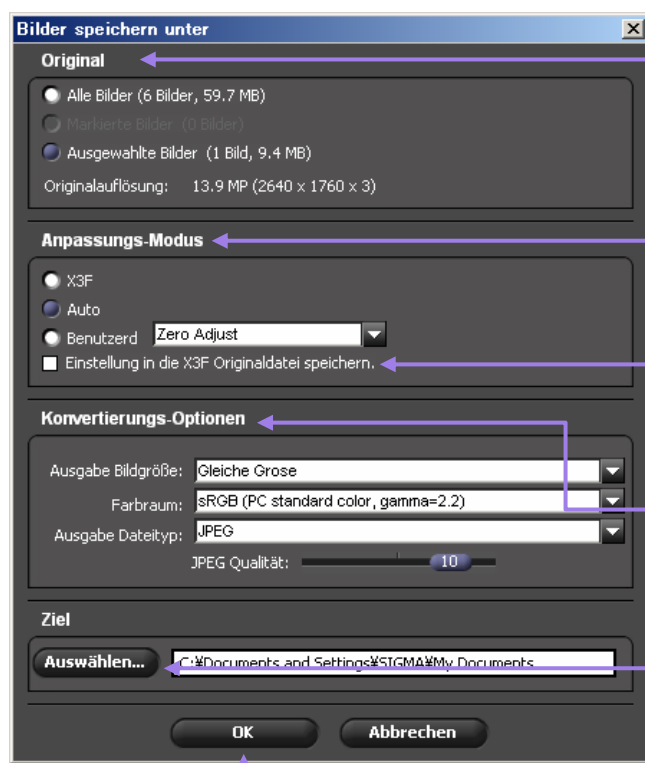 Bilder speichern unter
Original
Alle Bilder (6 Bilder, 59.7 MB)
Markierte Bilder (0 Bilder)
Ausgewahlte Bilder (1 Bild, 9.4 MB)
Originalauflösung: 13.9 MP (2640 x 1760 x 3)
Anpassungs-Modus
X3F
Auto
Benutzerd Zero Adjust
Einstellung in die X3F Originaldatei speichern.
Konvertierungs-Optionen
Ausgabe Bildgröße: Gleiche Grose
Farbraum: sRGB (PC standard color, gamma=2.2)
Ausgabe Dateityp: JPEG
JPEG Qualität: 10
Ziel
Auswählen... C:¥Documents and Settings¥SIGMA¥My Documents
OK Abbrechen